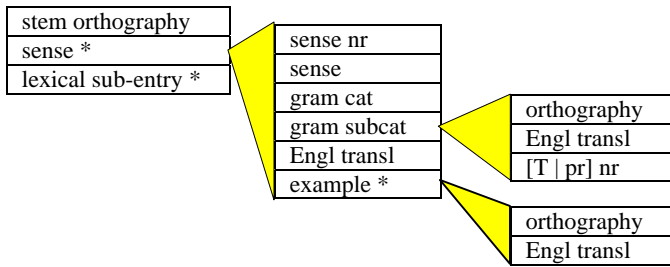 stem orthography
sense *
lexical sub-entry *
sense nr
sense
gram cat
gram subcat
Engl transl
example *
orthography
Engl transl
[T | pr] nr
orthography
Engl transl